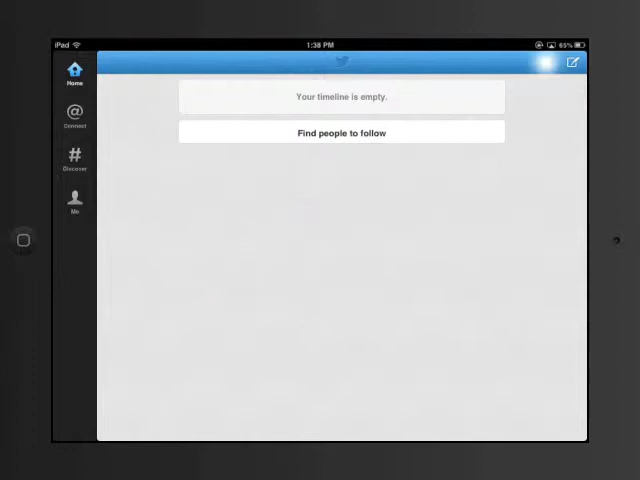 iPad 1:38 PM 65%
Home
Your timeline is empty.
@
Connect
Find people to follow
#
Discover
Me